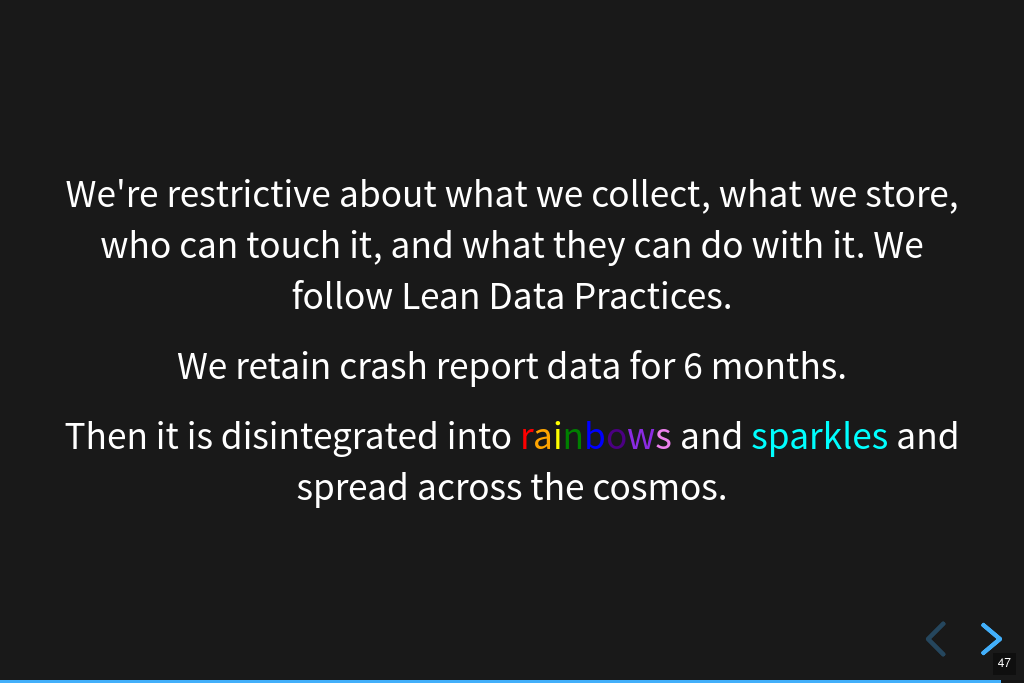 We're restrictive about what we collect, what we store,
who can touch it, and what they can do with it. We
follow Lean Data Practices.
We retain crash report data for 6 months.
Then it is disintegrated into rainbows and sparkles and
spread across the cosmos.
47